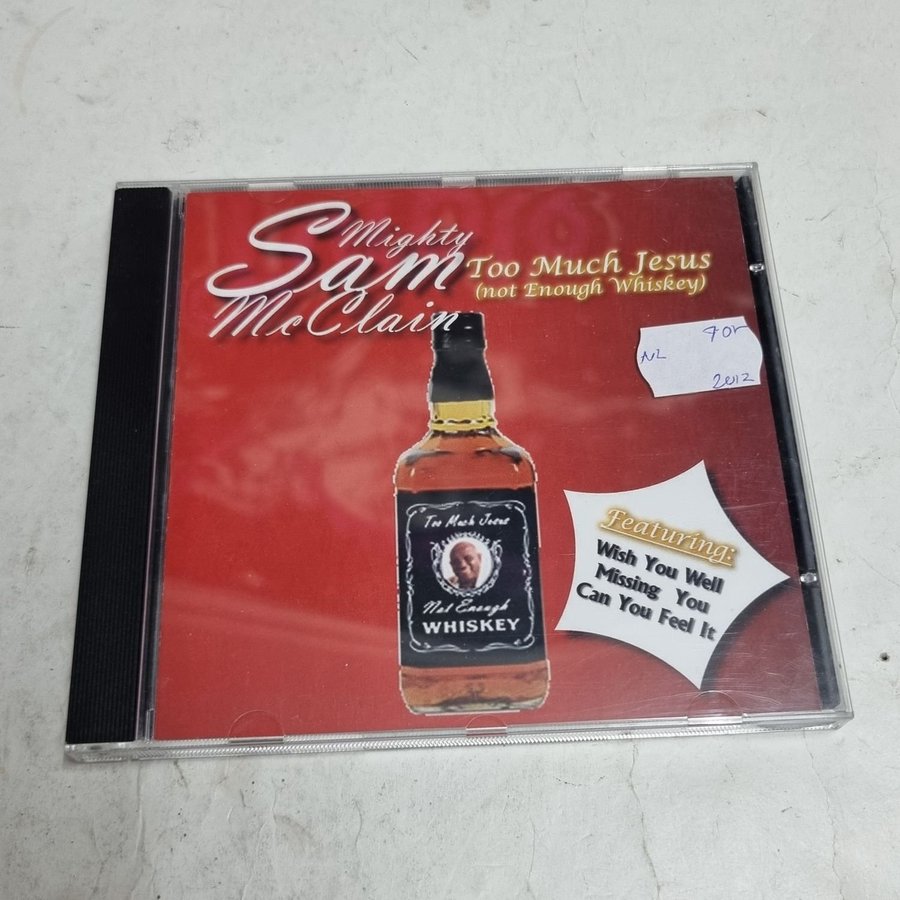 Mighty
Sam
McClain
Too Much Jesus
(not Enough Whiskey)
NL
2012
Too Much Jesus
Not Enough
WHISKEY
Featuring:
Wish You Well
Missing You
Can You Feel It